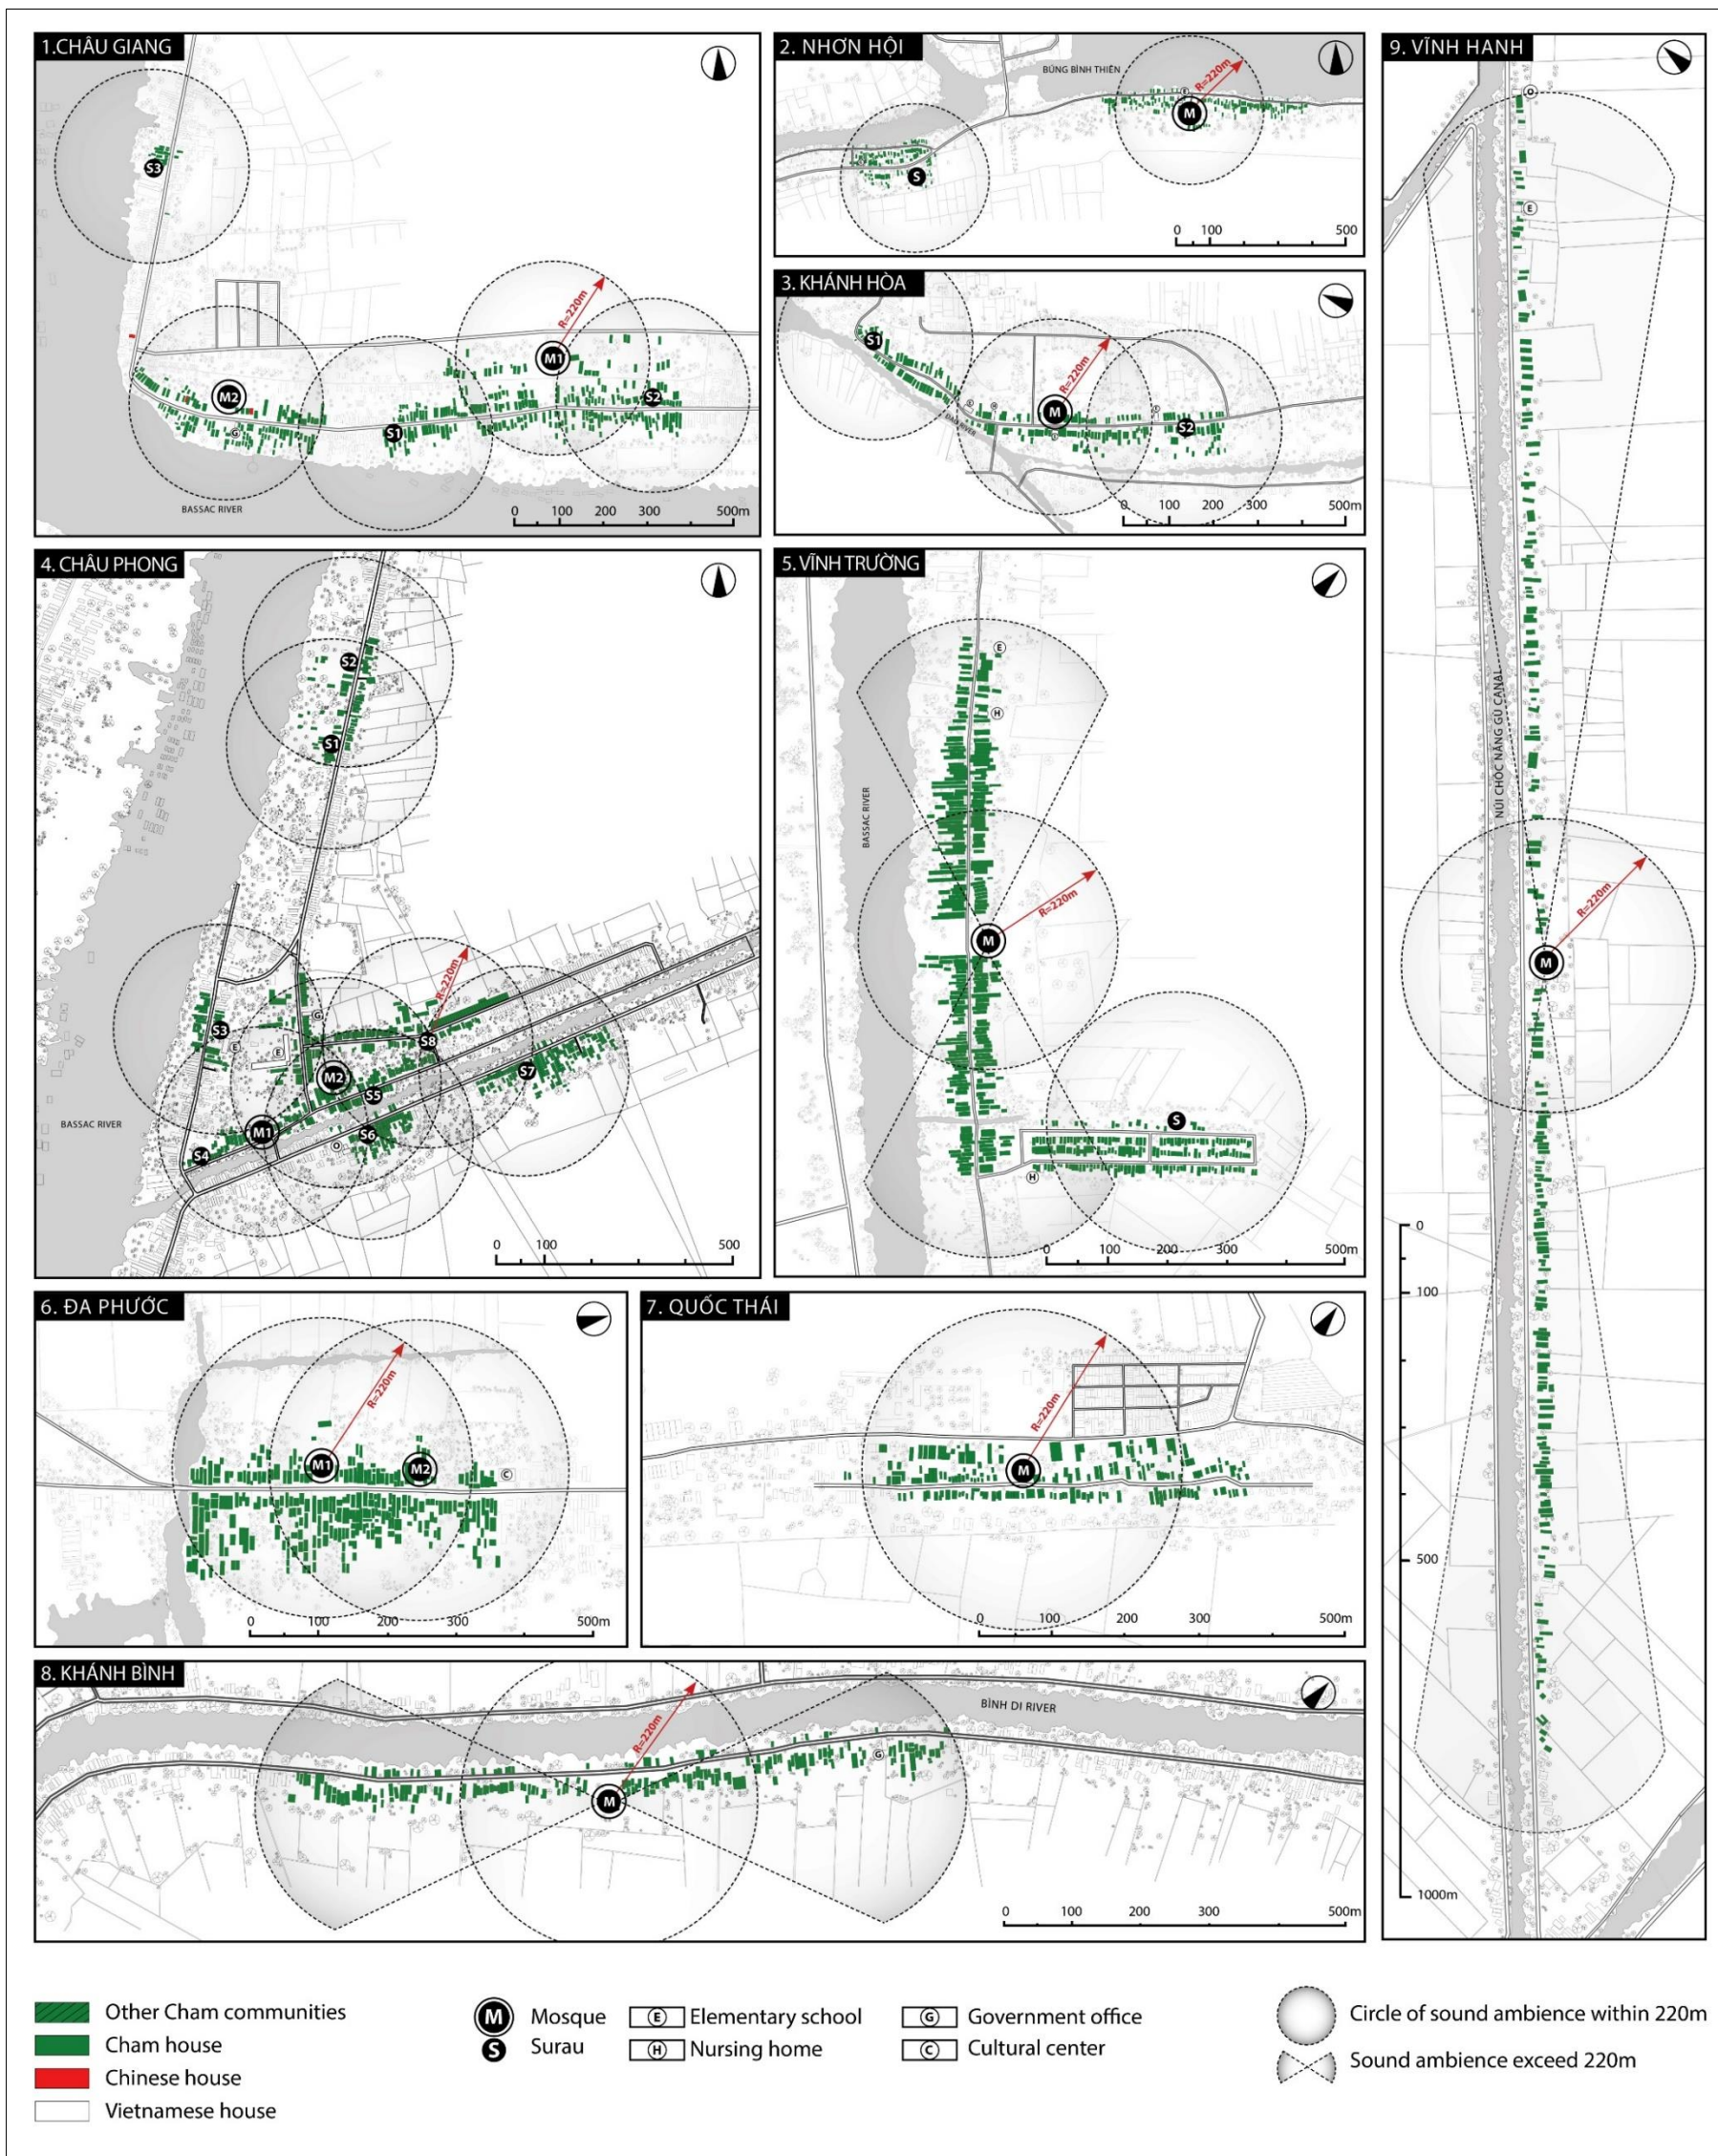 1.CHÂU GIANG
S3
M1
R=220m
M2
S2
S1
G
BASSAC RIVER
0 100 200 300 500m
2. NHƠN HỘI
BÚNG BÌNH THIÊN
R=220m
E
M
S
0 100 500
3. KHÁNH HÒA
S1
R=220m
M
S2
0 100 200 300 500m
4. CHÂU PHONG
S2
S1
R=220m
G
S3
E
E
S8
M2
S7
S5
M1
S6
S4
BASSAC RIVER
0 100 500
5. VĨNH TRƯỜNG
E
H
BASSAC RIVER
R=220m
M
S
H
0 100 200 300 500m
6. ĐA PHƯỚC
R=220m
M1
M2
C
0 100 200 300 500m
7. QUỐC THÁI
R=220m
M
0 100 200 300 500m
8. KHÁNH BÌNH
BÌNH DI RIVER
R=220m
G
M
0 100 200 300 500m
9. VĨNH HANH
E
NÚI CHÓC NĂNG GÙ CANAL
R=220m
M
0
100
500
1000m
Other Cham communities
Cham house
Chinese house
Vietnamese house
M Mosque
S Surau
E Elementary school
H Nursing home
G Government office
C Cultural center
Circle of sound ambience within 220m
Sound ambience exceed 220m